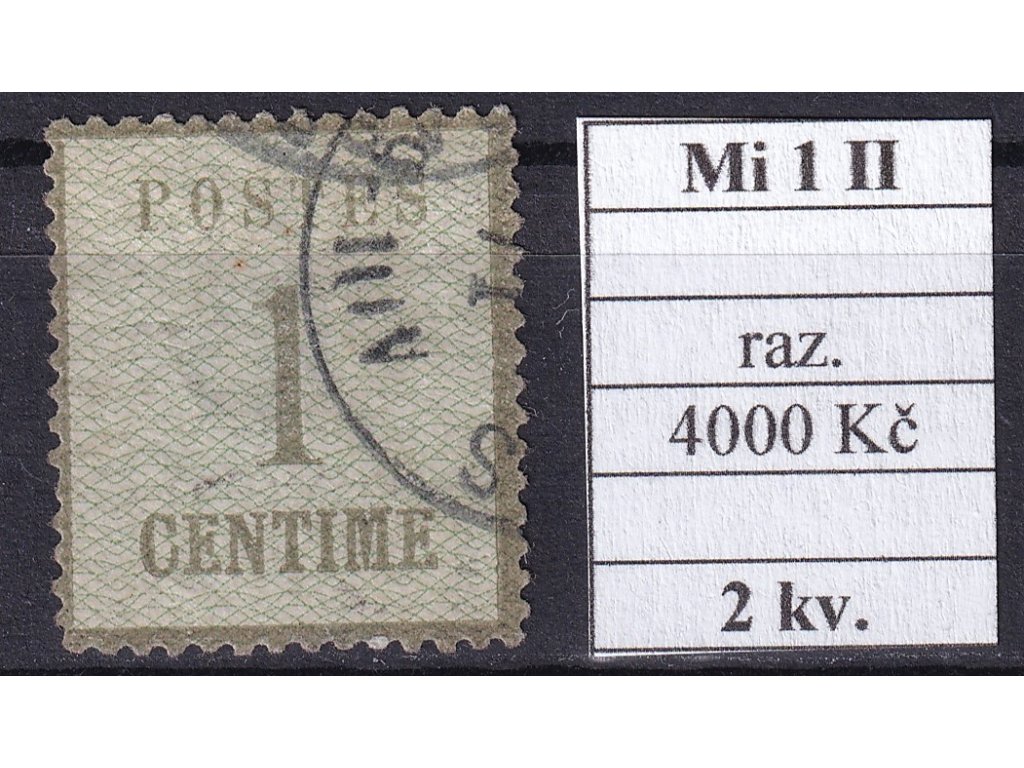 POSTES
1
CENTIME
Mi 1 II
raz.
4000 Kč
2 kv.